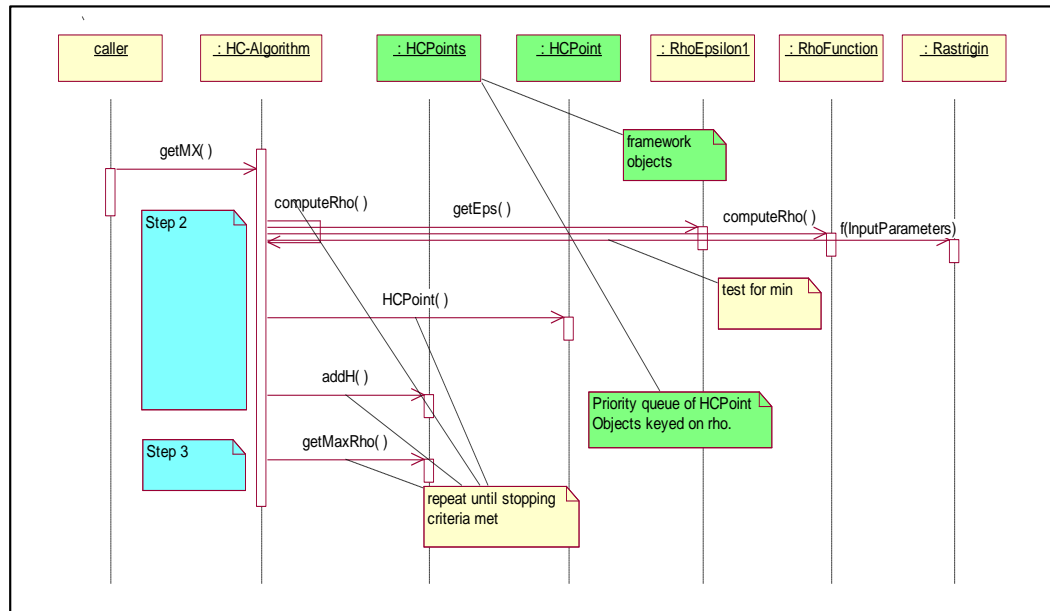 caller
: HC-Algorithm
: HCPoints
: HCPoint
: RhoEpsilon1
: RhoFunction
: Rastrigin
framework
objects
getMX( )
computeRho( )
getEps( )
computeRho( )
f(InputParameters)
Step 2
test for min
HCPoint( )
addH( )
Priority queue of HCPoint
Objects keyed on rho.
getMaxRho( )
Step 3
repeat until stopping
criteria met